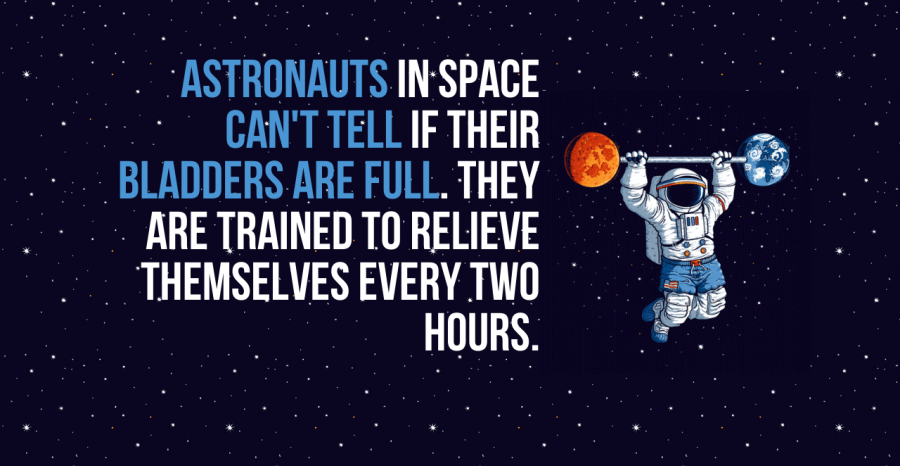 ASTRONAUTS IN SPACE
CAN'T TELL IF THEIR
BLADDERS ARE FULL. THEY
ARE TRAINED TO RELIEVE
THEMSELVES EVERY TWO
HOURS.